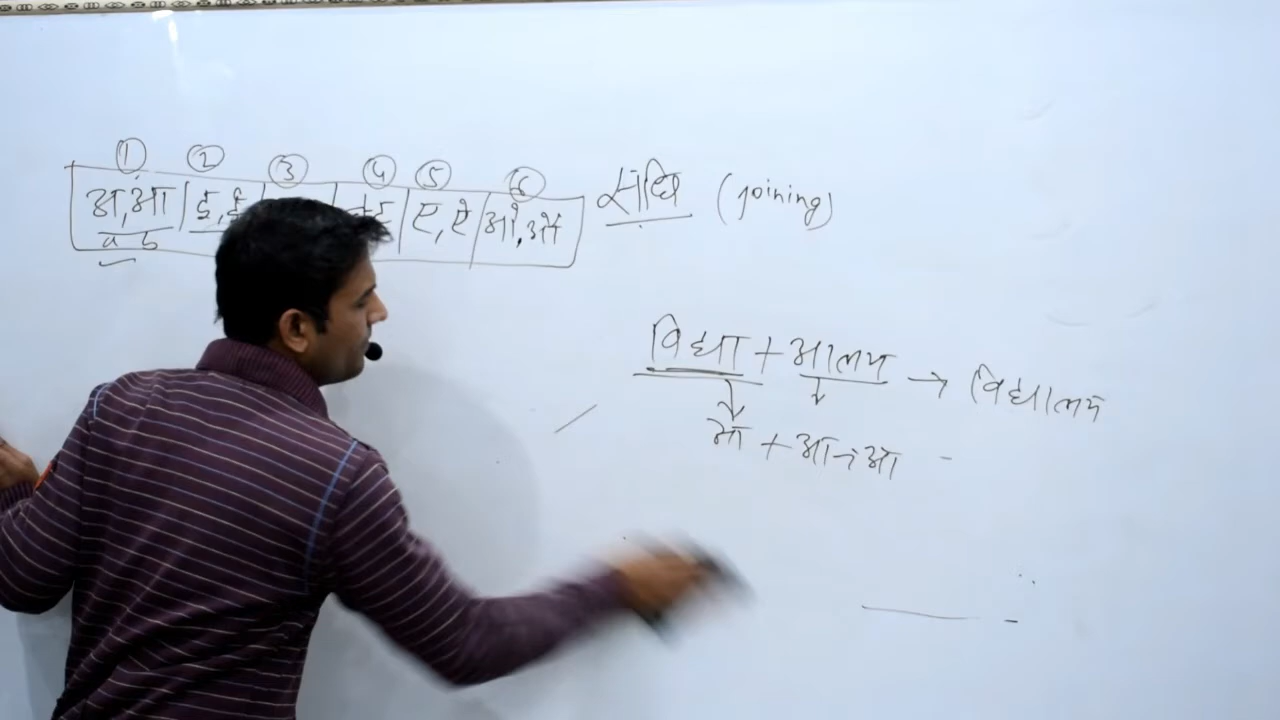 ① ② ③ ④ ⑤ ⑥
अ,आ | इ,ई | ए,ऐ | ओ,औ संधि (Joining)
a b
विद्या + आलय → विद्यालय
आ + आ → आ